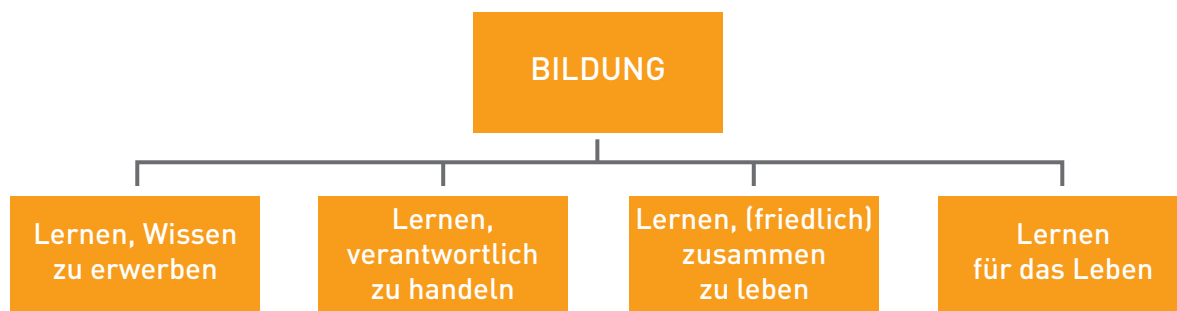 BILDUNG
Lernen, Wissen
zu erwerben
Lernen,
verantwortlich
zu handeln
Lernen, (friedlich)
zusammen
zu leben
Lernen
für das Leben